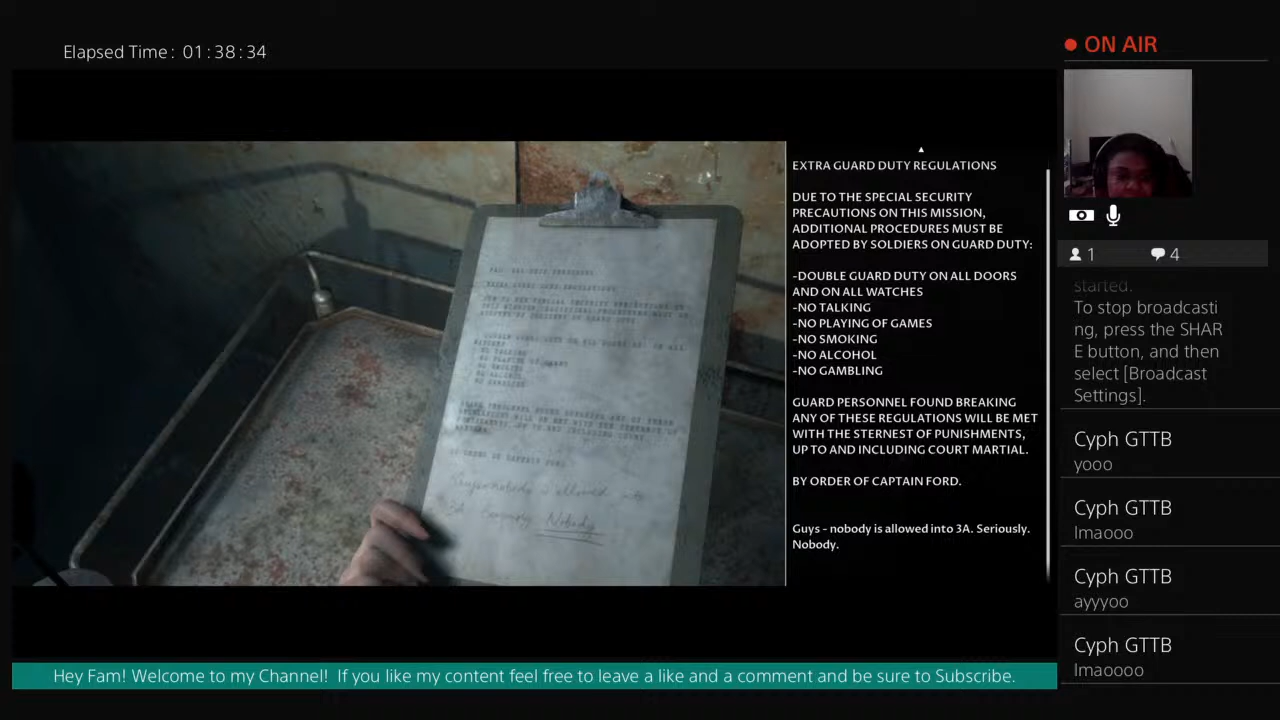 Elapsed Time: 01:38:34
ON AIR
EXTRA GUARD DUTY REGULATIONS
DUE TO THE SPECIAL SECURITY
PRECAUTIONS ON THIS MISSION,
ADDITIONAL PROCEDURES MUST BE
ADOPTED BY SOLDIERS ON GUARD DUTY:
-DOUBLE GUARD DUTY ON ALL DOORS
AND ON ALL WATCHES
-NO TALKING
-NO PLAYING OF GAMES
-NO SMOKING
-NO ALCOHOL
-NO GAMBLING
GUARD PERSONNEL FOUND BREAKING
ANY OF THESE REGULATIONS WILL BE MET
WITH THE STERNEST OF PUNISHMENTS,
UP TO AND INCLUDING COURT MARTIAL.
BY ORDER OF CAPTAIN FORD.
Guys - nobody is allowed into 3A. Seriously.
Nobody.
nobody is allowed into
3A Nobody
1 4
started.
To stop broadcasti
ng, press the SHAR
E button, and then
select [Broadcast
Settings].
Cyph GTTB
yooo
Cyph GTTB
lmaooo
Cyph GTTB
ayyyoo
Cyph GTTB
lmaoooo
Hey Fam! Welcome to my Channel! If you like my content feel free to leave a like and a comment and be sure to Subscribe.